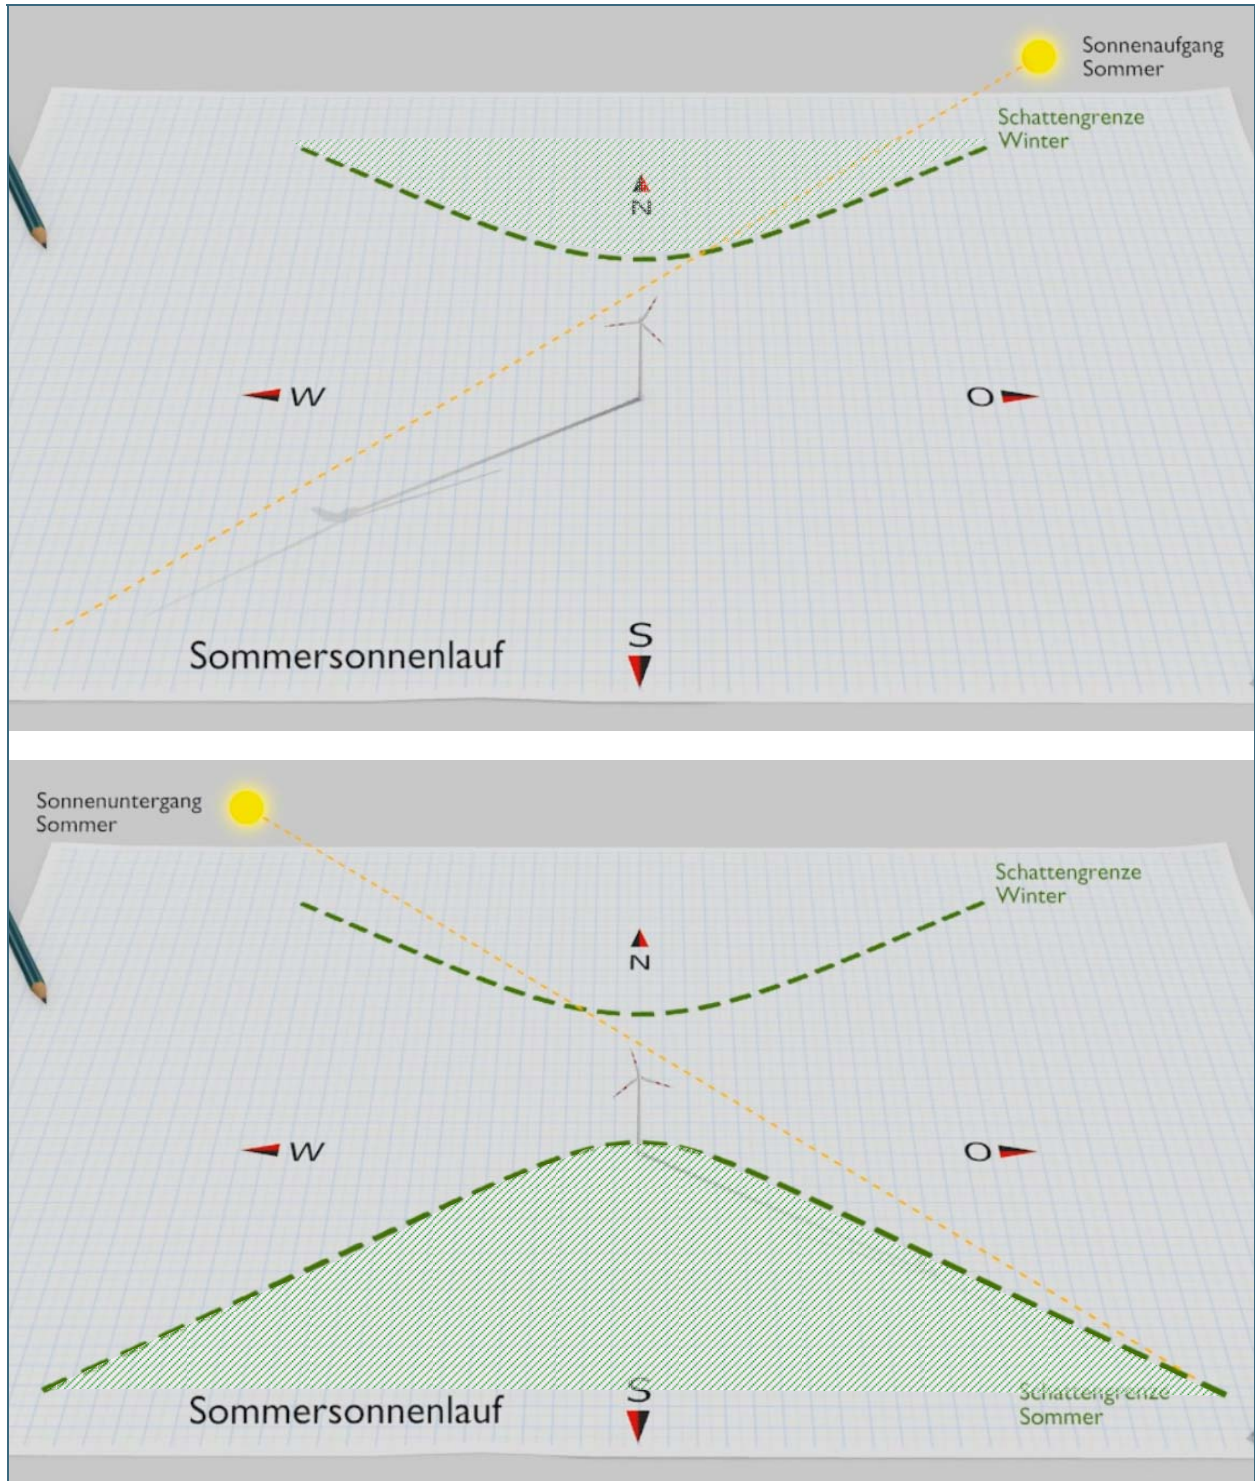 Sonnenaufgang
Sommer
Schattengrenze
Winter
N
W
O
S
Sommersonnenlauf
Sonnenuntergang
Sommer
Schattengrenze
Winter
N
W
O
S
Schattengrenze
Sommer
Sommersonnenlauf